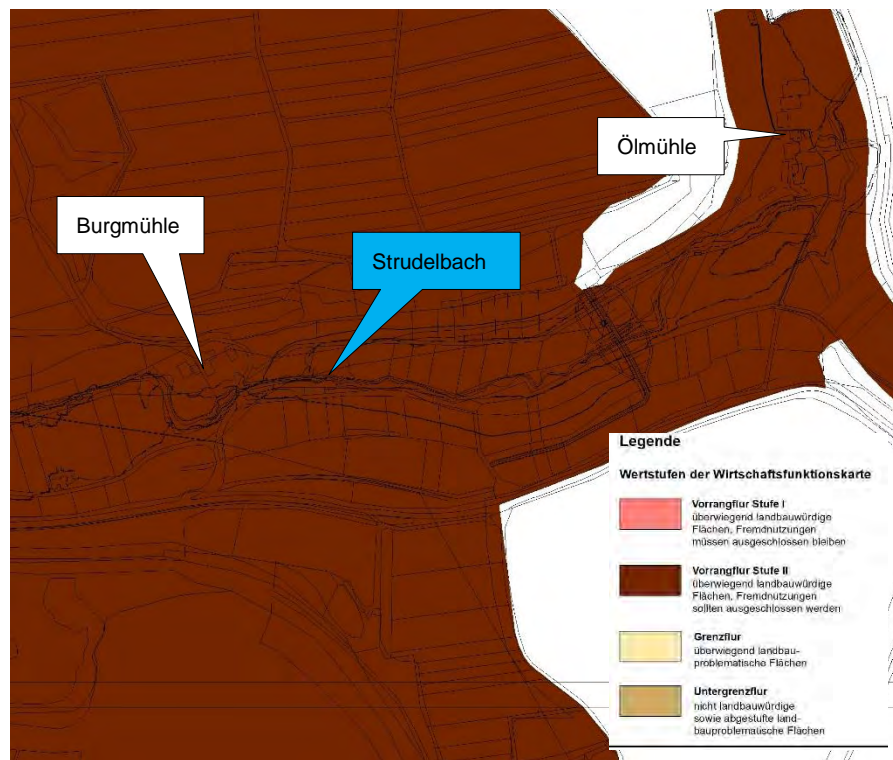 Ölmühle
Burgmühle
Strudelbach
Legende
Wertstufen der Wirtschaftsfunktionskarte
Vorrangflur Stufe I
überwiegend landbauwürdige
Flächen, Fremdnutzungen
müssen ausgeschlossen bleiben
Vorrangflur Stufe II
überwiegend landbauwürdige
Flächen, Fremdnutzungen
sollten ausgeschlossen werden
Grenzflur
überwiegend landbau-
problematische Flächen
Untergrenzflur
nicht landbauwürdige
sowie abgestufte land-
bauproblematische Flächen